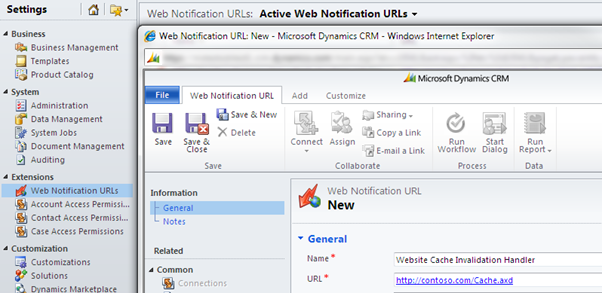 Settings
Business
Business Management
Templates
Product Catalog
System
Administration
Data Management
System Jobs
Document Management
Auditing
Extensions
Web Notification URLs
Account Access Permissi...
Contact Access Permissi...
Case Access Permissions
Customization
Customizations
Solutions
Dynamics Marketplace
Web Notification URLs: Active Web Notification URLs
Web Notification URL: New - Microsoft Dynamics CRM - Windows Internet Explorer
Microsoft Dynamics CRM
File Web Notification URL Add Customize
Save
Save & Close
Save & New
Delete
Save
Connect
Assign
Sharing
Copy a Link
E-mail a Link
Collaborate
Run Workflow
Start Dialog
Process
Run Report
Data
Information
General
Notes
Related
Common
Connections
Web Notification URL
New
General
Name * Website Cache Invalidation Handler
URL * http://contoso.com/Cache.axd